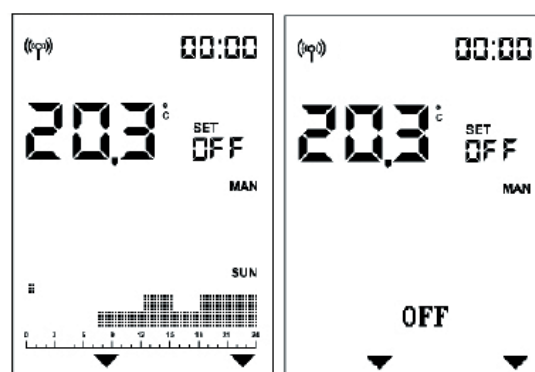 00:00
20.3 °C
SET
OFF
MAN
SUN
0 3 6 9 12 15 18 21 24
00:00
20.3 °C
SET
OFF
MAN
OFF